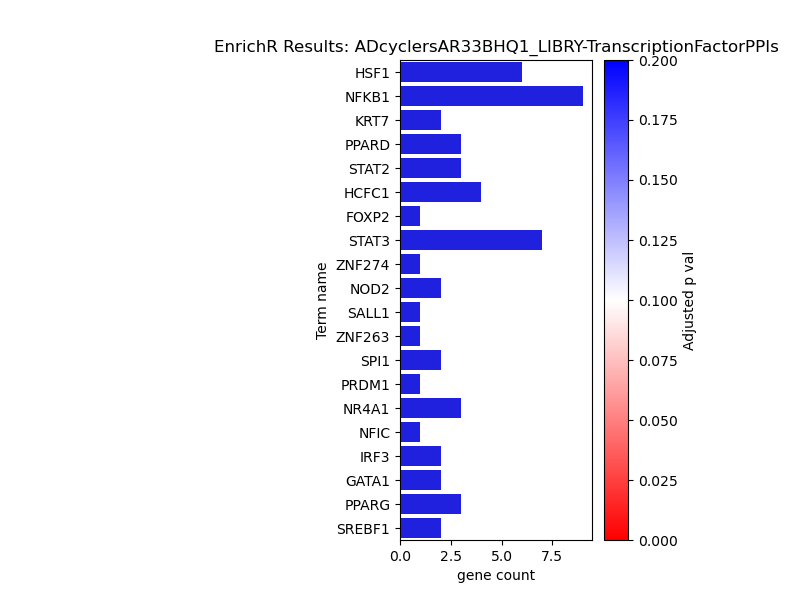 EnrichR Results: ADcyclersAR33BHQ1_LIBRY-TranscriptionFactorPPIs
Term name
HSF1
NFKB1
KRT7
PPARD
STAT2
HCFC1
FOXP2
STAT3
ZNF274
NOD2
SALL1
ZNF263
SPI1
PRDM1
NR4A1
NFIC
IRF3
GATA1
PPARG
SREBF1
0.0 2.5 5.0 7.5
gene count
0.200
0.175
0.150
0.125
0.100
0.075
0.050
0.025
0.000
Adjusted p val